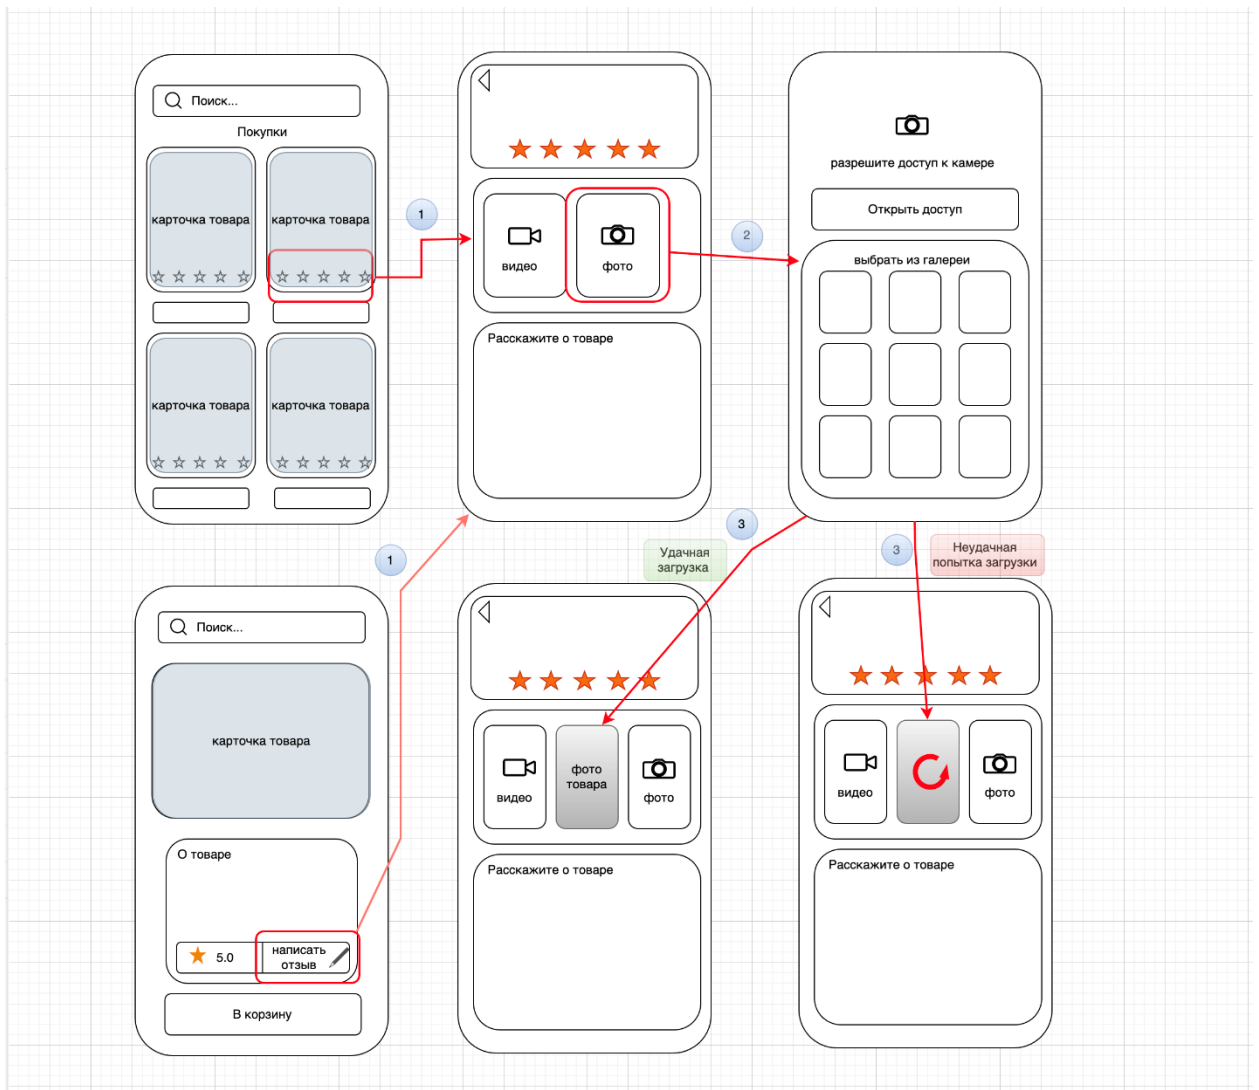 Поиск...
Покупки
карточка товара
карточка товара
карточка товара
карточка товара
1
видео
фото
Расскажите о товаре
2
разрешите доступ к камере
Открыть доступ
выбрать из галереи
1
3
Удачная
загрузка
3
Неудачная
попытка загрузки
Поиск...
карточка товара
О товаре
5.0
написать
отзыв
В корзину
видео
фото
товара
фото
Расскажите о товаре
видео
фото
Расскажите о товаре